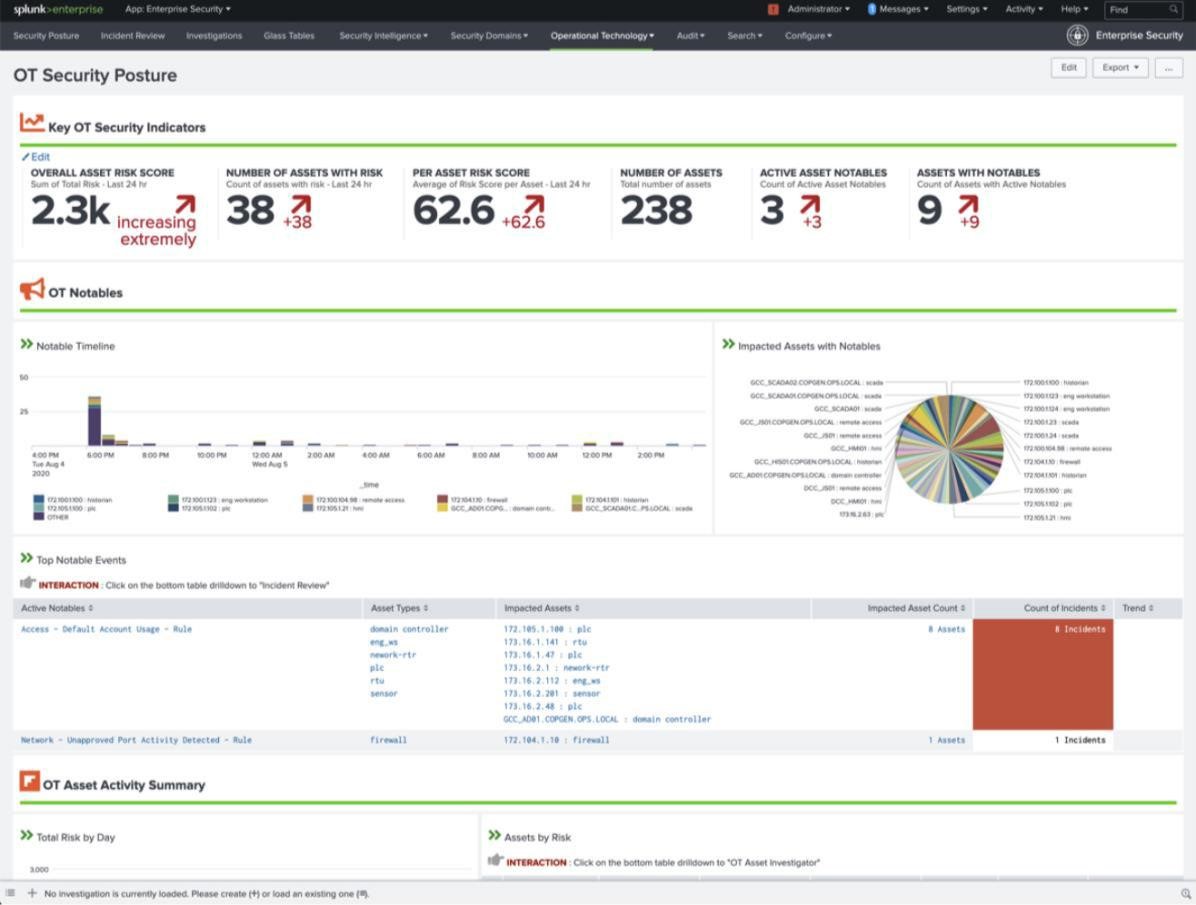 splunk>enterprise App: Enterprise Security Administrator Messages Settings Activity Help Find
Security Posture Incident Review Investigations Glass Tables Security Intelligence Security Domains Operational Technology Audit Search Configure Enterprise Security
OT Security Posture
Edit Export ...
Key OT Security Indicators
Edit
OVERALL ASSET RISK SCORE
Sum of Total Risk - Last 24 hr
2.3k increasing extremely
NUMBER OF ASSETS WITH RISK
Count of assets with risk - Last 24 hr
38 +38
PER ASSET RISK SCORE
Average of Risk Score per Asset - Last 24 hr
62.6 +62.6
NUMBER OF ASSETS
Total number of assets
238
ACTIVE ASSET NOTABLES
Count of Active Asset Notables
3 +3
ASSETS WITH NOTABLES
Count of Assets with Active Notables
9 +9
OT Notables
Notable Timeline
50
25
4:00 PM 6:00 PM 8:00 PM 10:00 PM 12:00 AM 2:00 AM 4:00 AM 6:00 AM 8:00 AM 10:00 AM 12:00 PM 2:00 PM
Tue Aug 4 Wed Aug 5
2020
_time
172.100.1.100 : historian 172.100.1.123 : eng workstation 172.100.104.98 : remote access 172.104.1.10 : firewall 172.104.1.101 : historian
172.105.1.100 : plc 172.105.1.102 : plc 172.105.1.21 : hmi GCC_AD01.COPG... : domain contr... GCC_SCADA01.C...PS.LOCAL : scada
OTHER
Impacted Assets with Notables
GCC_SCADA02.COPGEN.OPS.LOCAL : scada
GCC_SCADA01.COPGEN.OPS.LOCAL : scada
GCC_SCADA01 : scada
GCC_JS01.COPGEN.OPS.LOCAL : remote access
GCC_JS01 : remote access
GCC_HMI01 : hmi
GCC_HIS01.COPGEN.OPS.LOCAL : historian
GCC_AD01.COPGEN.OPS.LOCAL : domain controller
DCC_JS01 : remote access
DCC_HMI01 : hmi
173.16.2.63 : plc
172.100.1.100 : historian
172.100.1.123 : eng workstation
172.100.1.124 : eng workstation
172.100.1.23 : scada
172.100.1.24 : scada
172.100.104.98 : remote access
172.104.1.10 : firewall
172.104.1.101 : historian
172.105.1.100 : plc
172.105.1.102 : plc
172.105.1.21 : hmi
Top Notable Events
INTERACTION : Click on the bottom table drilldown to "Incident Review"
Active Notables Asset Types Impacted Assets Impacted Asset Count Count of Incidents Trend
Access - Default Account Usage - Rule domain controller 172.105.1.100 : plc 8 Assets 8 Incidents
eng_ws 173.16.1.141 : rtu
nework-rtr 173.16.1.47 : plc
plc 173.16.2.1 : nework-rtr
rtu 173.16.2.112 : eng_ws
sensor 173.16.2.201 : sensor
173.16.2.48 : plc
GCC_AD01.COPGEN.OPS.LOCAL : domain controller
Network - Unapproved Port Activity Detected - Rule firewall 172.104.1.10 : firewall 1 Assets 1 Incidents
OT Asset Activity Summary
Total Risk by Day
3,000
Assets by Risk
INTERACTION : Click on the bottom table drilldown to "OT Asset Investigator"
No investigation is currently loaded. Please create (+) or load an existing one (≡).